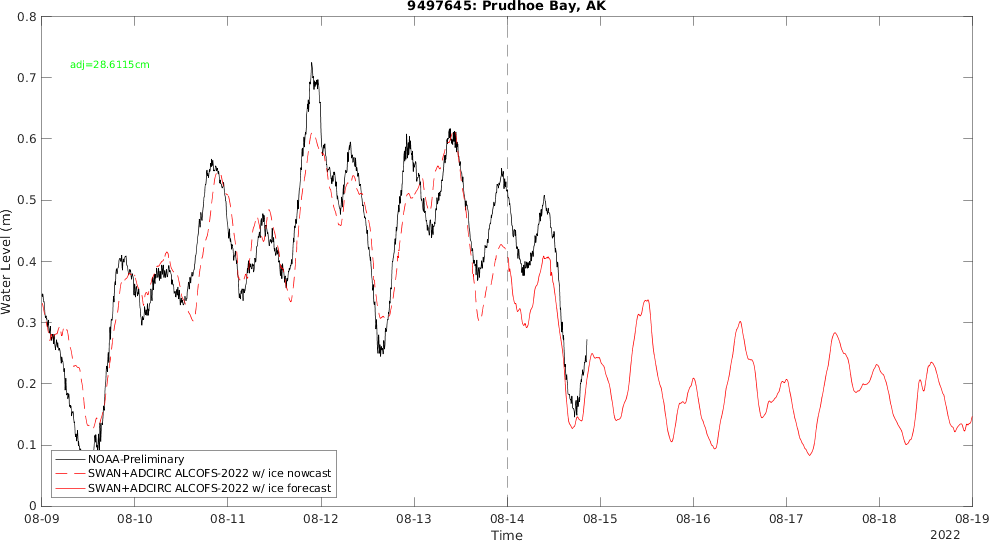 9497645: Prudhoe Bay, AK
adj=28.6115cm
Water Level (m)
0.8
0.7
0.6
0.5
0.4
0.3
0.2
0.1
0
NOAA-Preliminary
SWAN+ADCIRC ALCOFS-2022 w/ ice nowcast
SWAN+ADCIRC ALCOFS-2022 w/ ice forecast
08-09 08-10 08-11 08-12 08-13 08-14 08-15 08-16 08-17 08-18 08-19
Time
2022